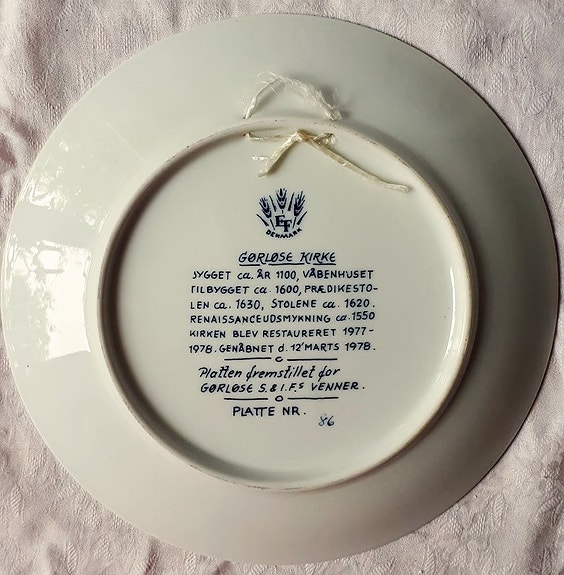 EF
DENMARK
GØRLØSE KIRKE
BYGGET ca. ÅR 1100, VÅBENHUSET
TILBYGGET ca. 1600, PRÆDIKESTO-
LEN ca. 1630, STOLENE ca. 1620.
RENAISSANCEUDSMYKNING ca. 1550
KIRKEN BLEV RESTAURERET 1977-
1978. GENÅBNET d. 12' MARTS 1978.
Platten fremstillet for
GØRLØSE S. & I.Fs VENNER.
PLATTE NR. 86